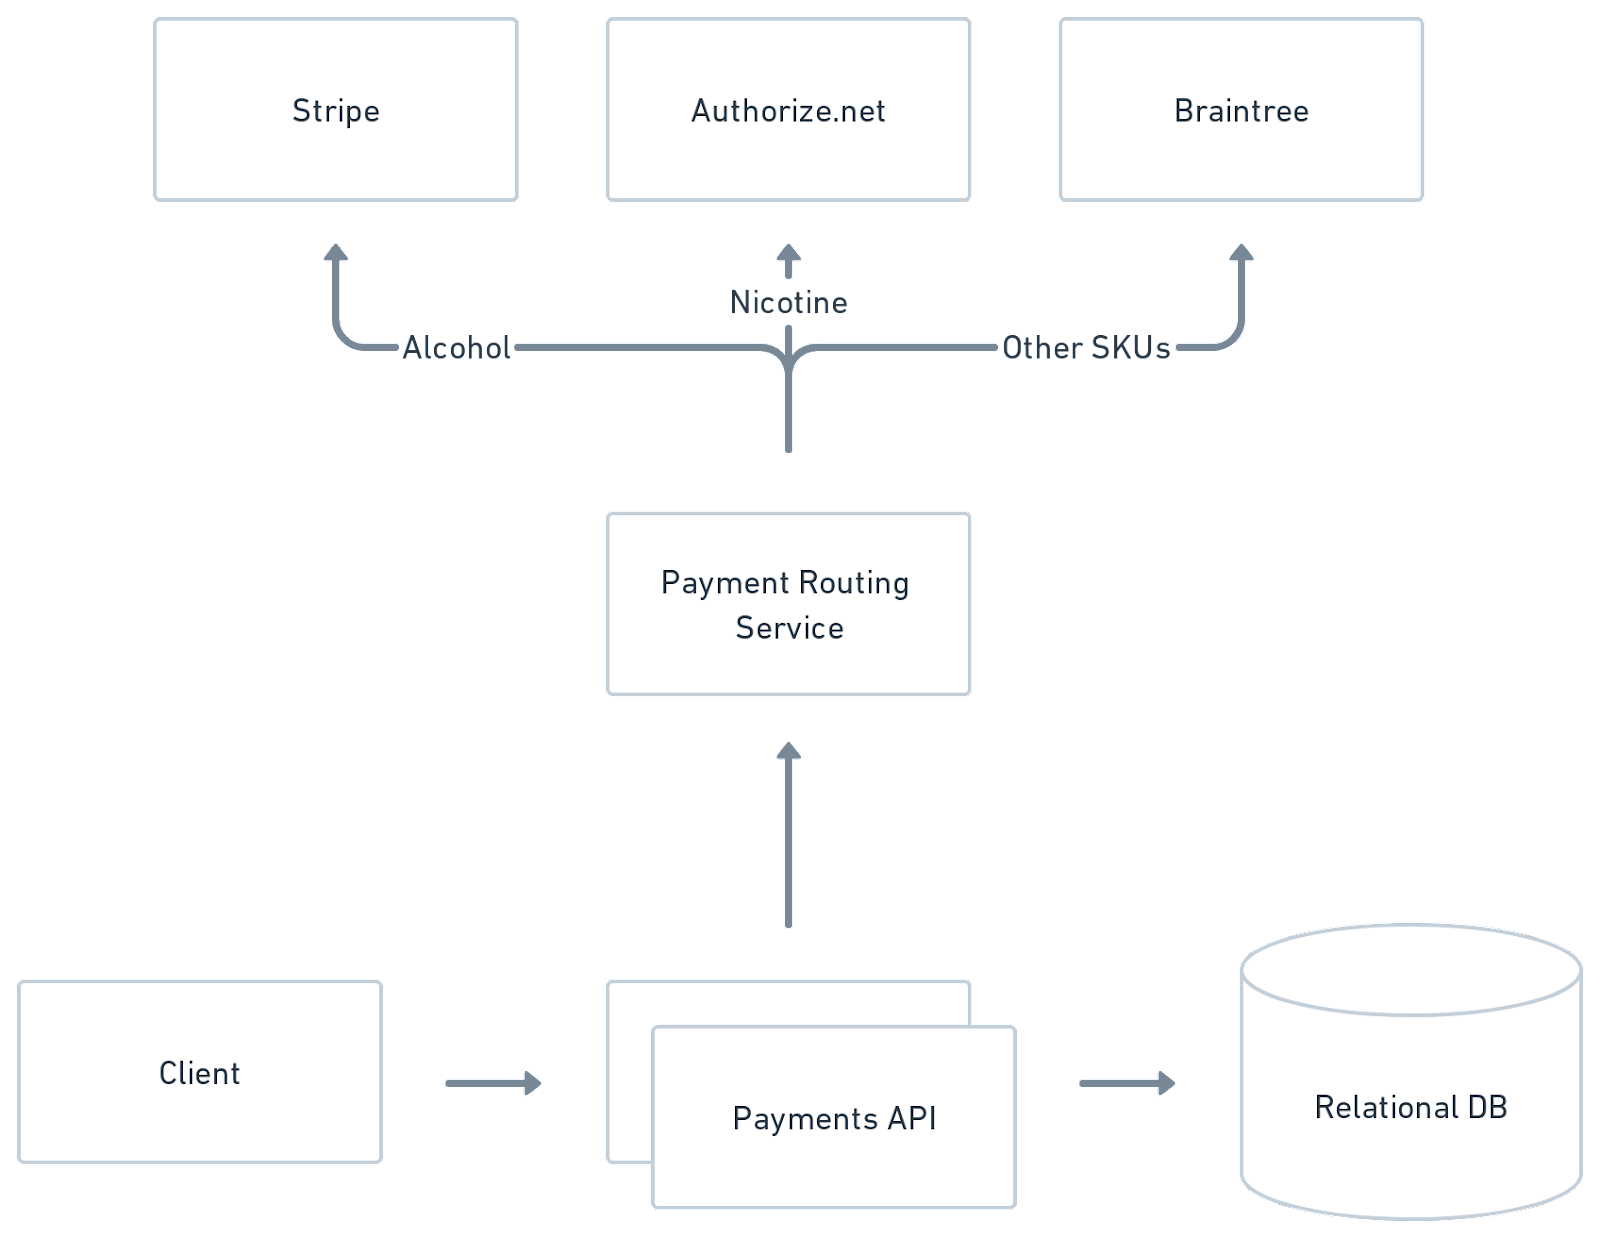 Stripe
Authorize.net
Braintree
Nicotine
Alcohol
Other SKUs
Payment Routing
Service
Client
Payments API
Relational DB